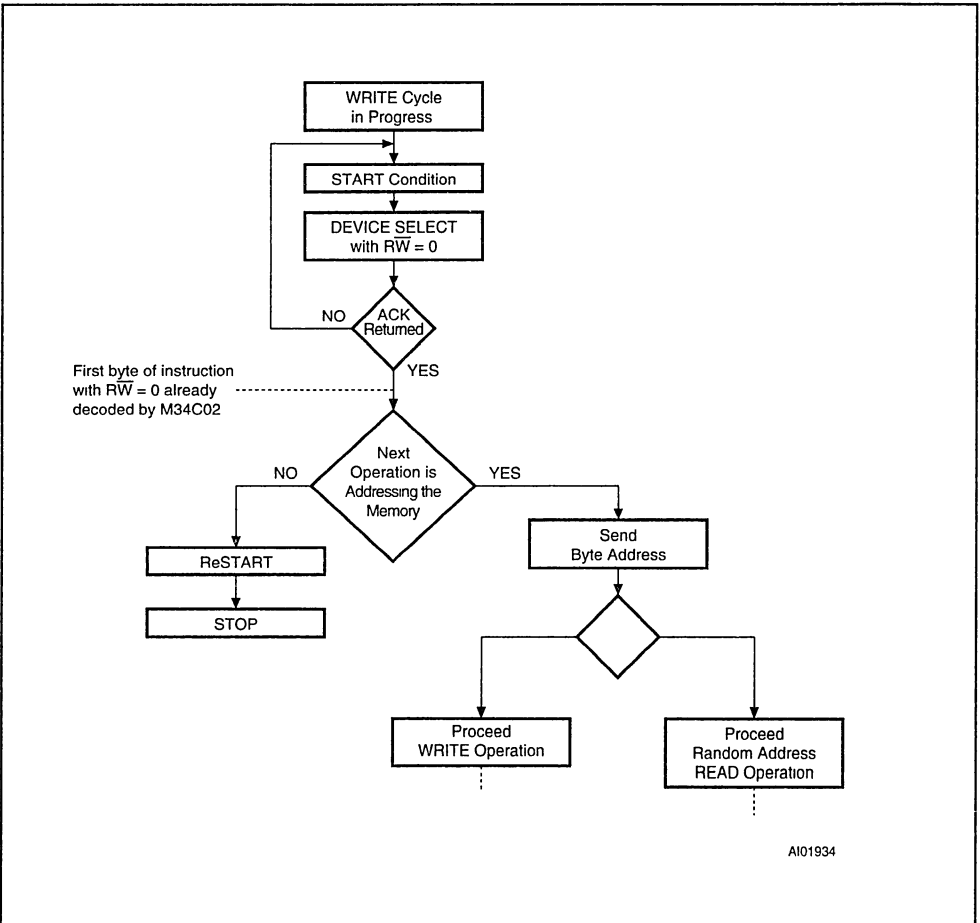 WRITE Cycle
in Progress
START Condition
DEVICE SELECT
with RW̅ = 0
ACK
Returned
NO
YES
First byte of instruction
with RW̅ = 0 already
decoded by M34C02
Next
Operation is
Addressing the
Memory
NO
YES
Send
Byte Address
ReSTART
STOP
Proceed
WRITE Operation
Proceed
Random Address
READ Operation
AI01934